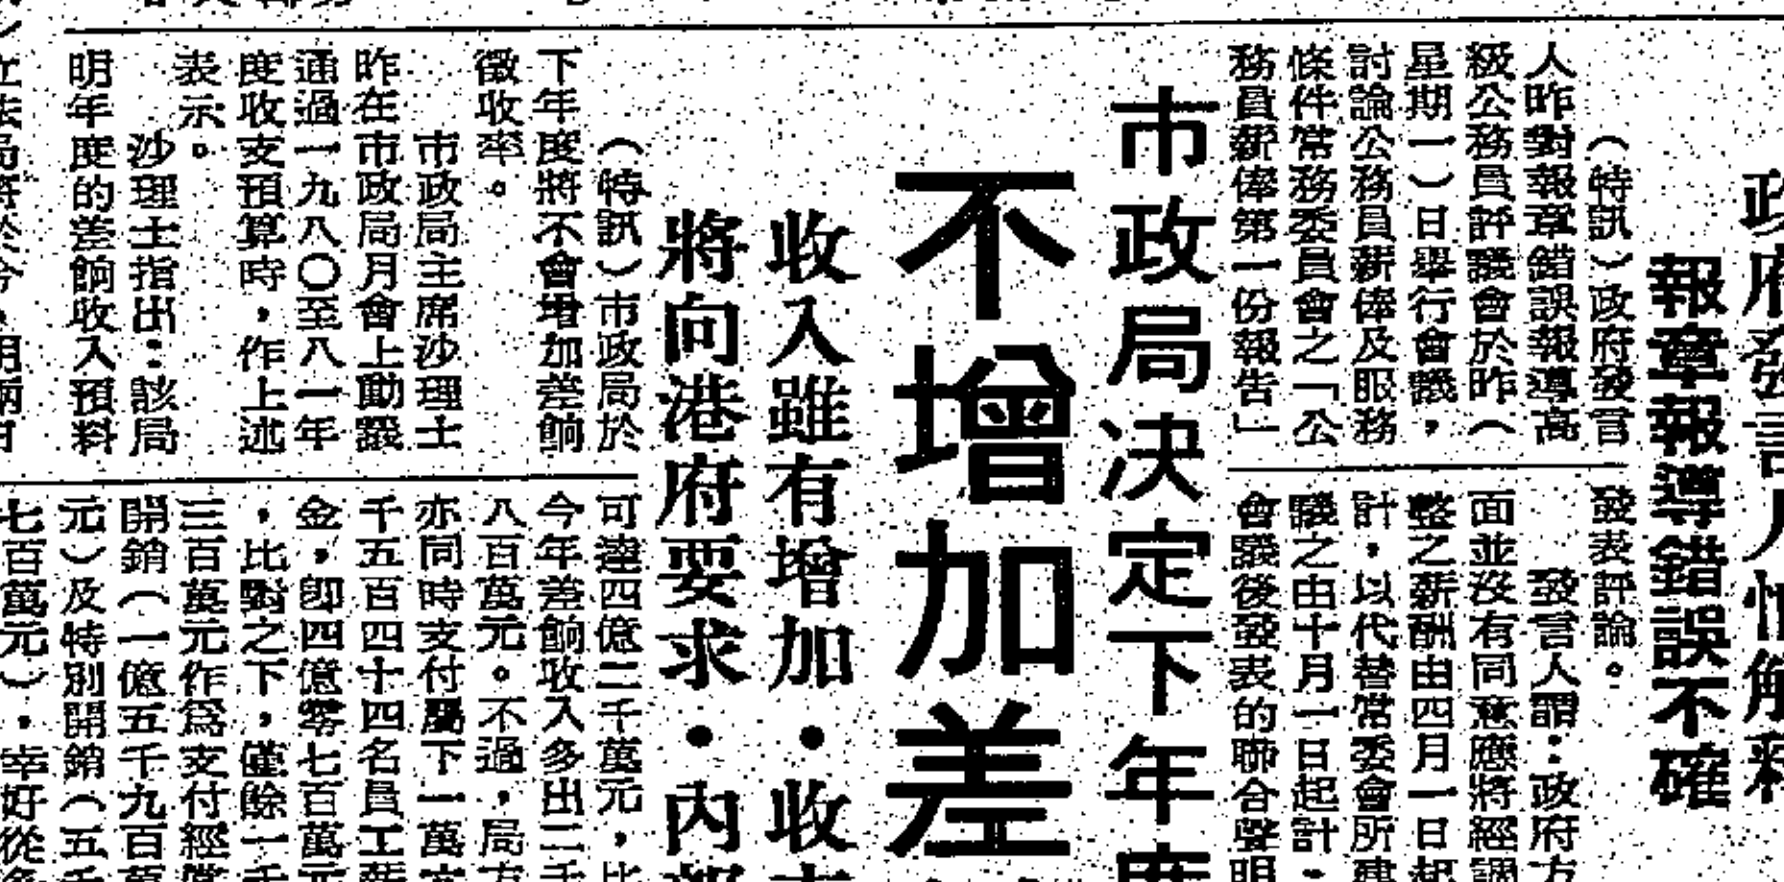 報章報導錯誤不確
（特訊）政府發言
人昨對報章錯誤報導高
級公務員評議會於昨（
星期一）日舉行會議，
討論公務員薪俸及服務
條件常務委員會之「公
務員薪俸第一份報告」
發表評論。
發言人謂：政府方
面並沒有同意應將經調
整之薪酬由四月一日起
計，以代替常委會所建
議之由十月一日起計．
會議後發表的聯合聲明
市政局決定下年度
不增加差
收入雖有增加．收
將向港府要求．內部
（特訊）市政局於
下年度將不會增加差餉
徵收率。
市政局主席沙理士
昨在市政局月會上動議
通過一九八〇至八一年
度收支預算時，作上述
表示。
沙理士指出：該局
明年度的差餉收入預料
可達四億二千萬元，比
今年差餉收入多出二千
八百萬元。不過，局方
亦同時支付屬下一萬
千五百四十四名員工薪
金，即四億零七百萬元
，比對之下，僅餘一千
三百萬元作爲支付經常
開銷（一億五千九百萬
元）及特別開銷（五千
七百萬元），幸好從